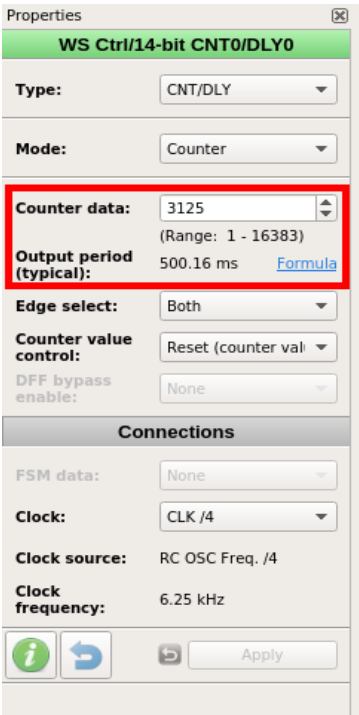 Properties
WS Ctrl/14-bit CNT0/DLY0
Type: CNT/DLY
Mode: Counter
Counter data: 3125
(Range: 1 - 16383)
Output period
(typical): 500.16 ms Formula
Edge select: Both
Counter value
control: Reset (counter valu
DFF bypass
enable: None
Connections
FSM data: None
Clock: CLK /4
Clock source: RC OSC Freq. /4
Clock
frequency: 6.25 kHz
i
Apply